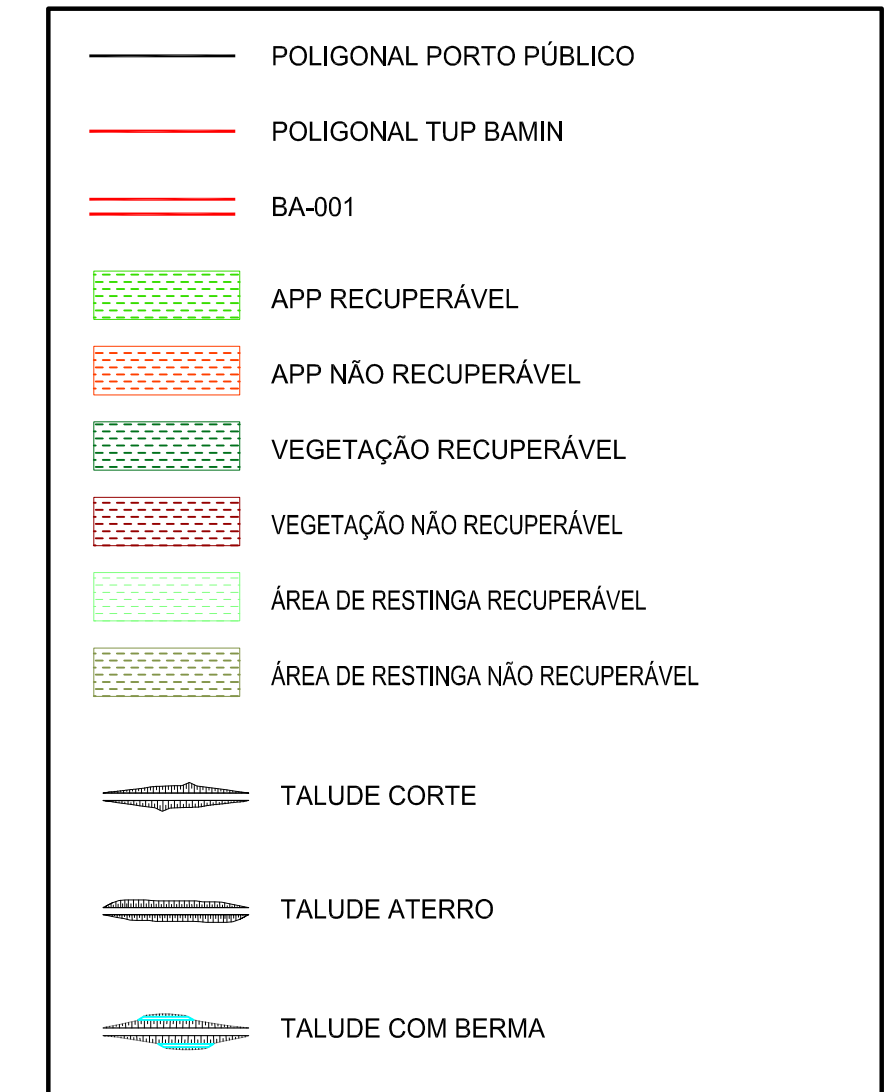 POLIGONAL PORTO PÚBLICO
POLIGONAL TUP BAMIN
BA-001
APP RECUPERÁVEL
APP NÃO RECUPERÁVEL
VEGETAÇÃO RECUPERÁVEL
VEGETAÇÃO NÃO RECUPERÁVEL
ÁREA DE RESTINGA RECUPERÁVEL
ÁREA DE RESTINGA NÃO RECUPERÁVEL
TALUDE CORTE
TALUDE ATERRO
TALUDE COM BERMA